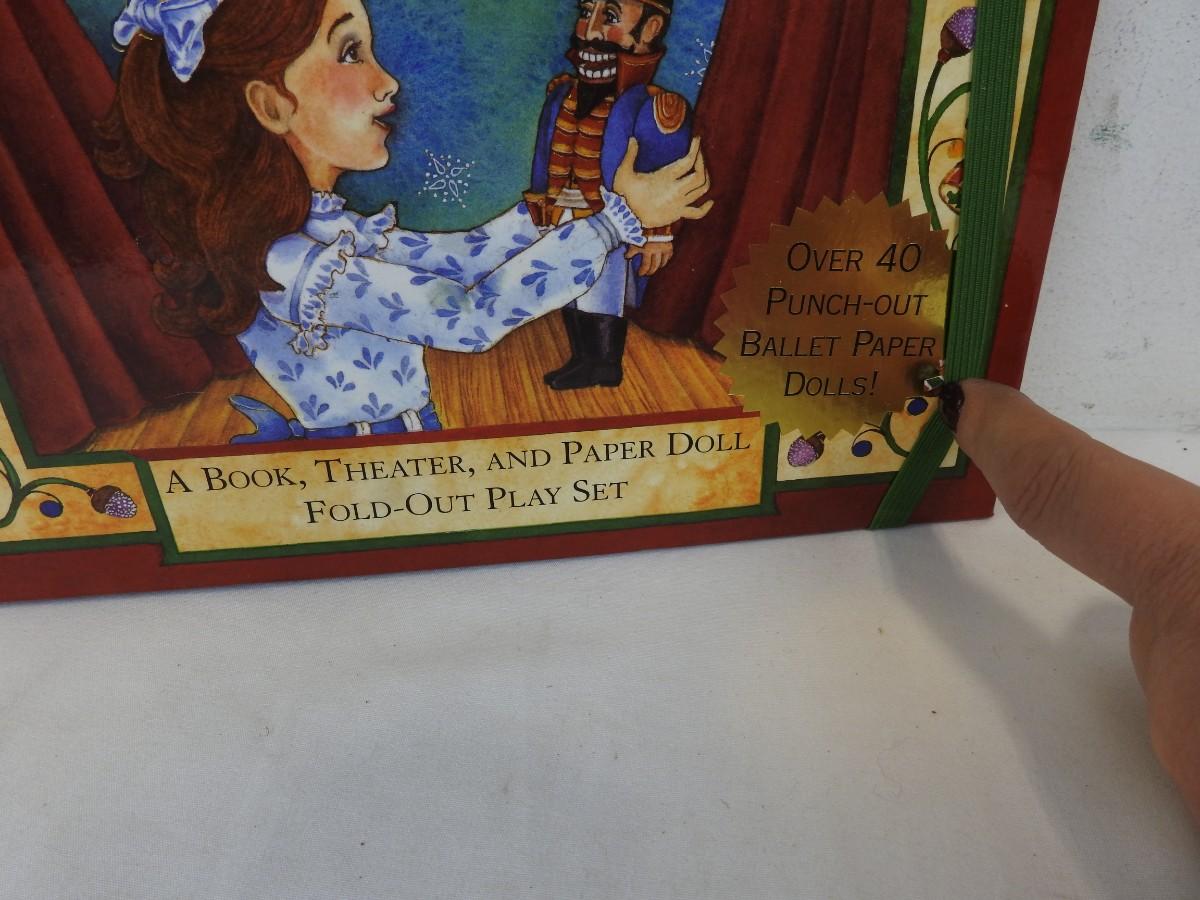 OVER 40
PUNCH-OUT
BALLET PAPER
DOLLS!
A BOOK, THEATER, AND PAPER DOLL
FOLD-OUT PLAY SET